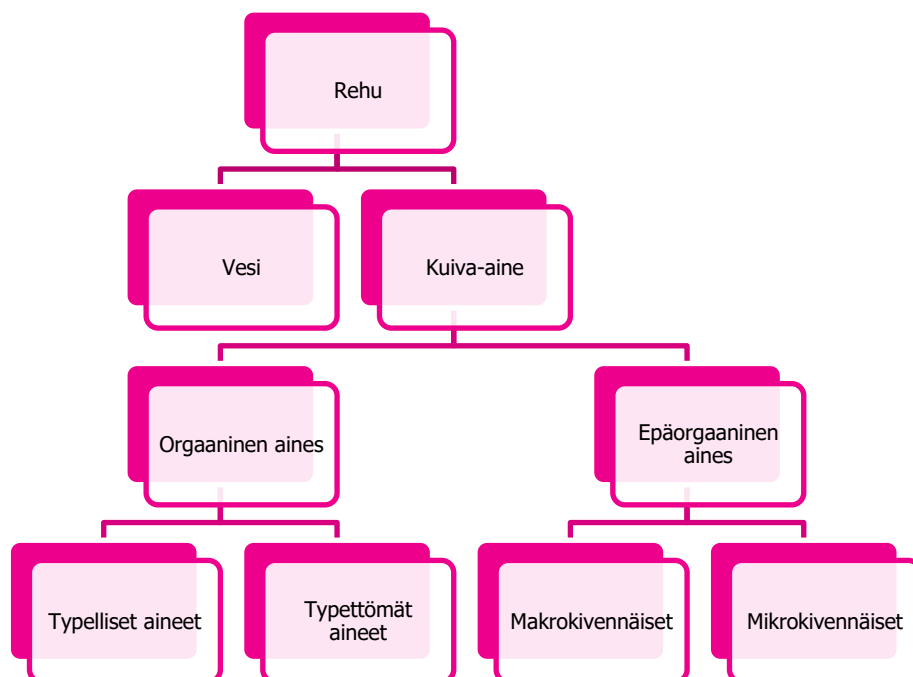 Rehu
Vesi
Kuiva-aine
Orgaaninen aines
Epäorgaaninen
aines
Typelliset aineet
Typettömät
aineet
Makrokivennäiset
Mikrokivennäiset